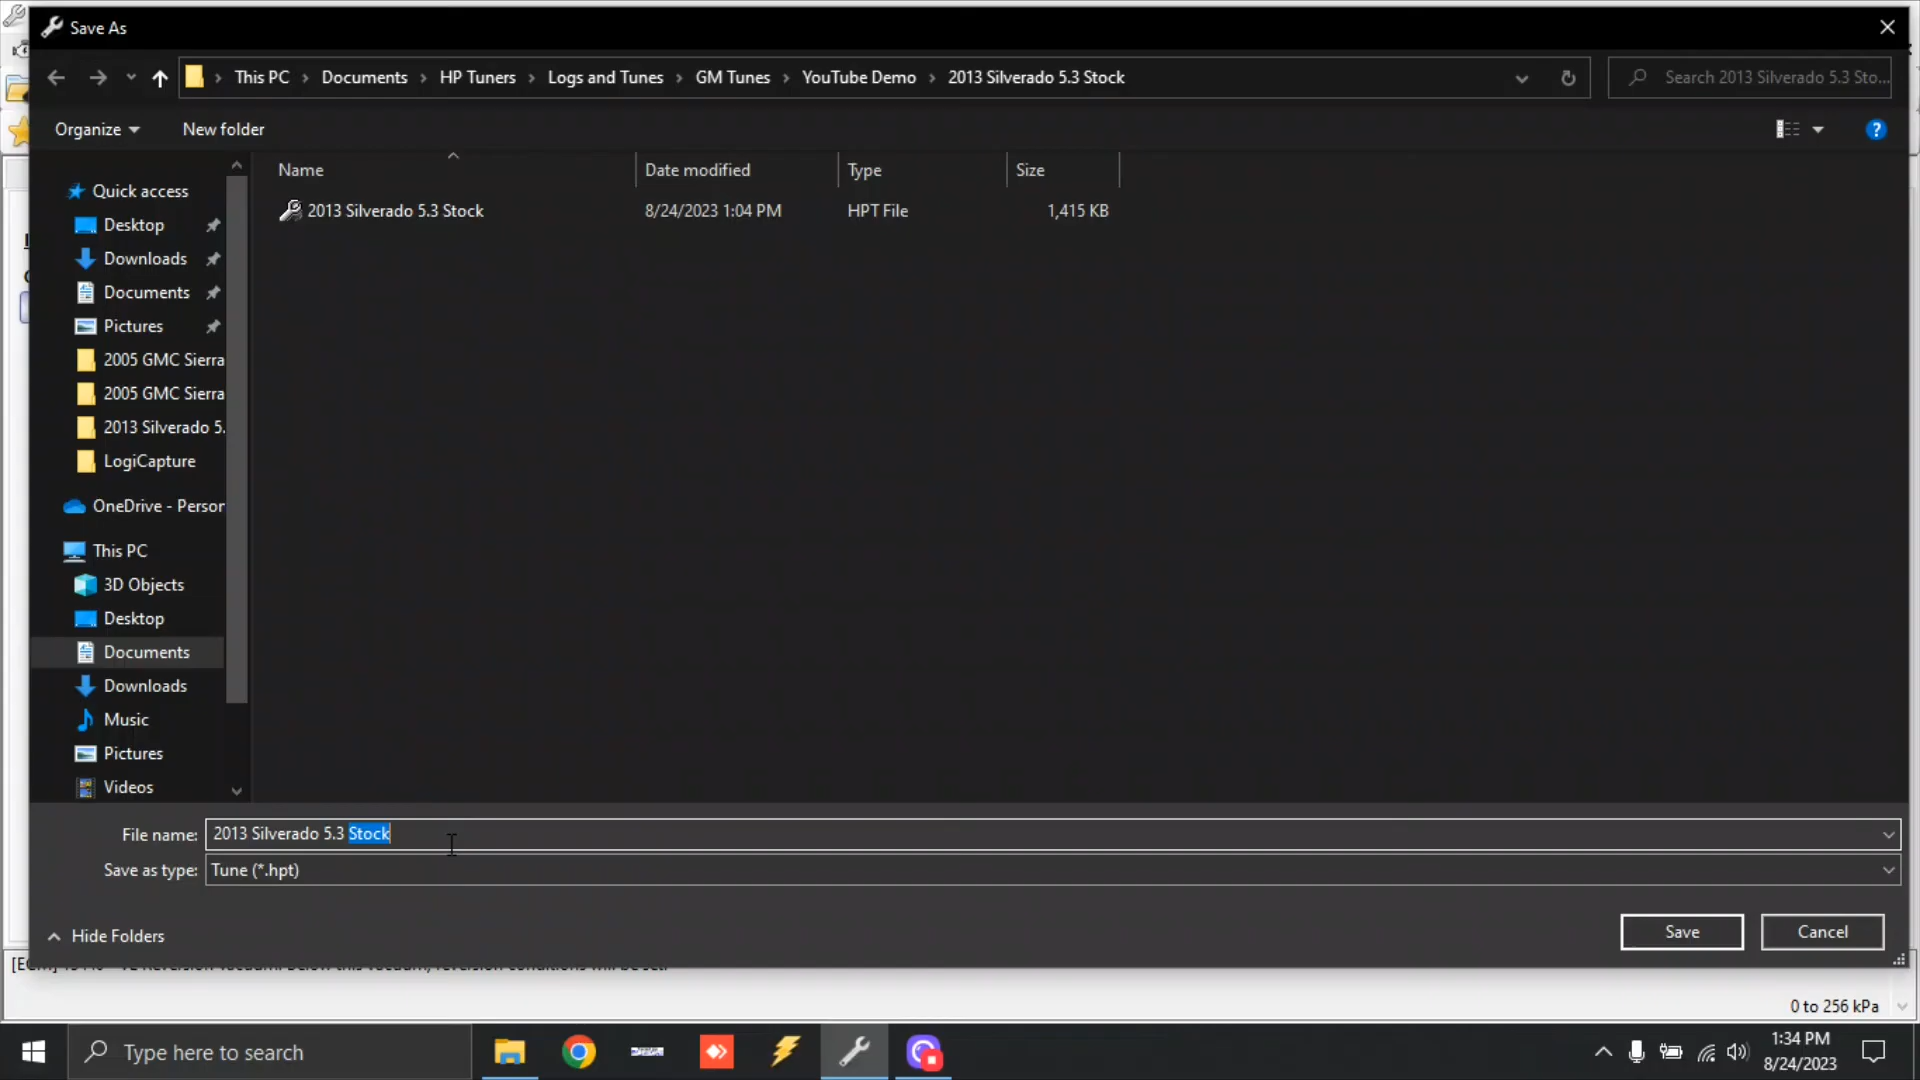 Save As
This PC > Documents > HP Tuners > Logs and Tunes > GM Tunes > YouTube Demo > 2013 Silverado 5.3 Stock
Search 2013 Silverado 5.3 Sto...
Organize
New folder
Name
Date modified
Type
Size
2013 Silverado 5.3 Stock
8/24/2023 1:04 PM
HPT File
1,415 KB
Quick access
Desktop
Downloads
Documents
Pictures
2005 GMC Sierra
2005 GMC Sierra
2013 Silverado 5.
LogiCapture
OneDrive - Person
This PC
3D Objects
Desktop
Documents
Downloads
Music
Pictures
Videos
File name: 2013 Silverado 5.3 Stock
Save as type: Tune (*.hpt)
Hide Folders
Save
Cancel
0 to 256 kPa
Type here to search
1:34 PM
8/24/2023